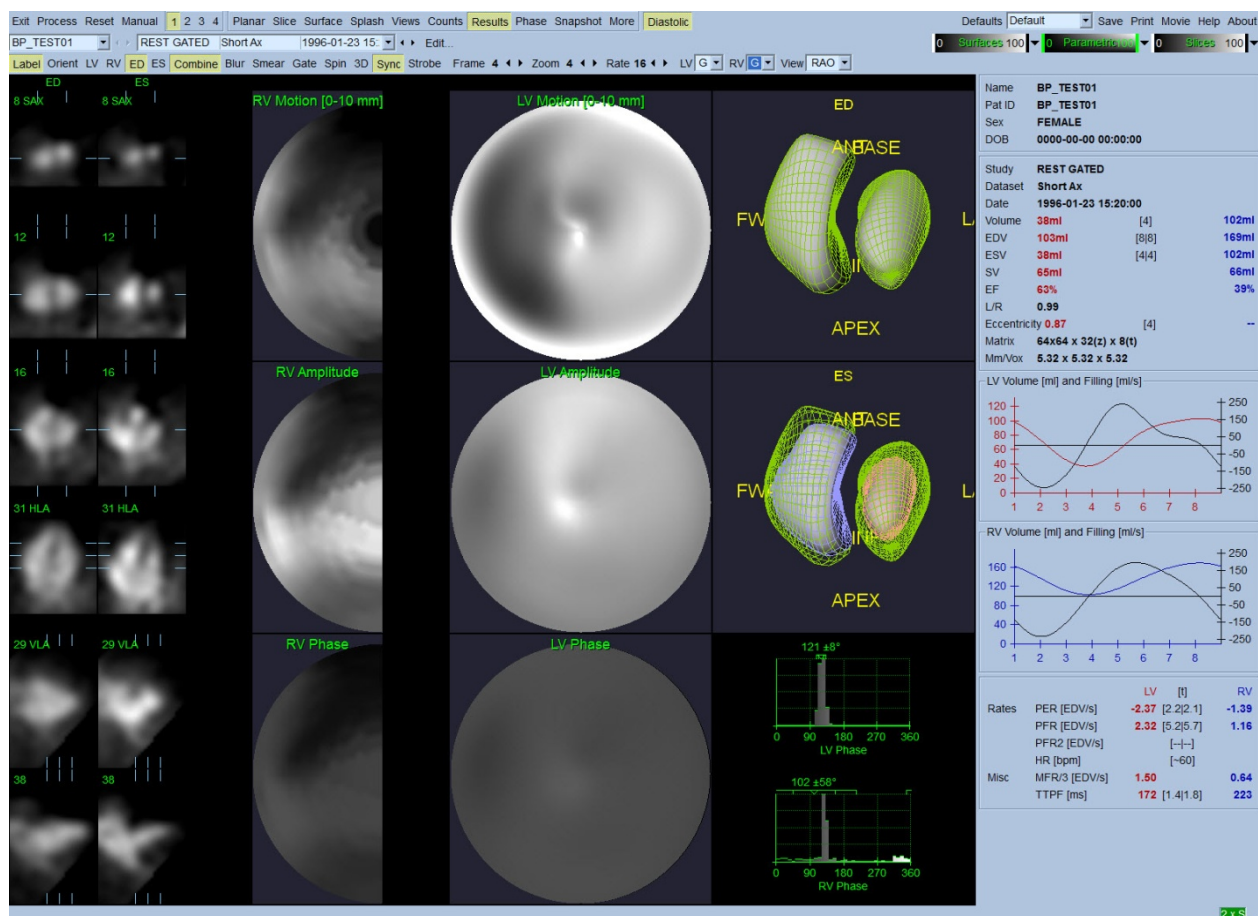 Exit Process Reset Manual 1 2 3 4 Planar Slice Surface Splash Views Counts Results Phase Snapshot More Diastolic Defaults Default Save Print Movie Help About
BP_TEST01 REST GATED Short Ax 1996-01-23 15: Edit... 0 Surfaces 100 0 Parametric 100 0 Slices 100
Label Orient LV RV ED ES Combine Blur Smear Gate Spin 3D Sync Strobe Frame 4 Zoom 4 Rate 16 LV G RV G View RAO
ED ES
8 SAX
12 12
16 16
31 HLA 31 HLA
29 VLA 29 VLA
38 38
RV Motion [0-10 mm] LV Motion [0-10 mm] ED
ANT BASE
FW
INF
APEX
RV Amplitude LV Amplitude ES
ANT BASE
FW LA
INF
APEX
RV Phase LV Phase
121 ±8°
0 90 180 270 360
LV Phase
102 ±58°
0 90 180 270 360
RV Phase
Name BP_TEST01
Pat ID BP_TEST01
Sex FEMALE
DOB 0000-00-00 00:00:00
Study REST GATED
Dataset Short Ax
Date 1996-01-23 15:20:00
Volume 38ml [4] 102ml
EDV 103ml [8|8] 169ml
ESV 38ml [4|4] 102ml
SV 65ml 66ml
EF 63% 39%
L/R 0.99
Eccentricity 0.87 [4] --
Matrix 64x64 x 32(z) x 8(t)
Mm/Vox 5.32 x 5.32 x 5.32
LV Volume [ml] and Filling [ml/s]
120 100 80 60 40 20 0
250 150 50 -50 -150 -250
1 2 3 4 5 6 7 8
RV Volume [ml] and Filling [ml/s]
160 120 80 40 0
250 150 50 -50 -150 -250
1 2 3 4 5 6 7 8
LV [t] RV
Rates PER [EDV/s] -2.37 [2.2|2.1] -1.39
PFR [EDV/s] 2.32 [5.2|5.7] 1.16
PFR2 [EDV/s] [--|--]
HR [bpm] [~60]
Misc MFR/3 [EDV/s] 1.50 0.64
TTPF [ms] 172 [1.4|1.8] 223
2 x S